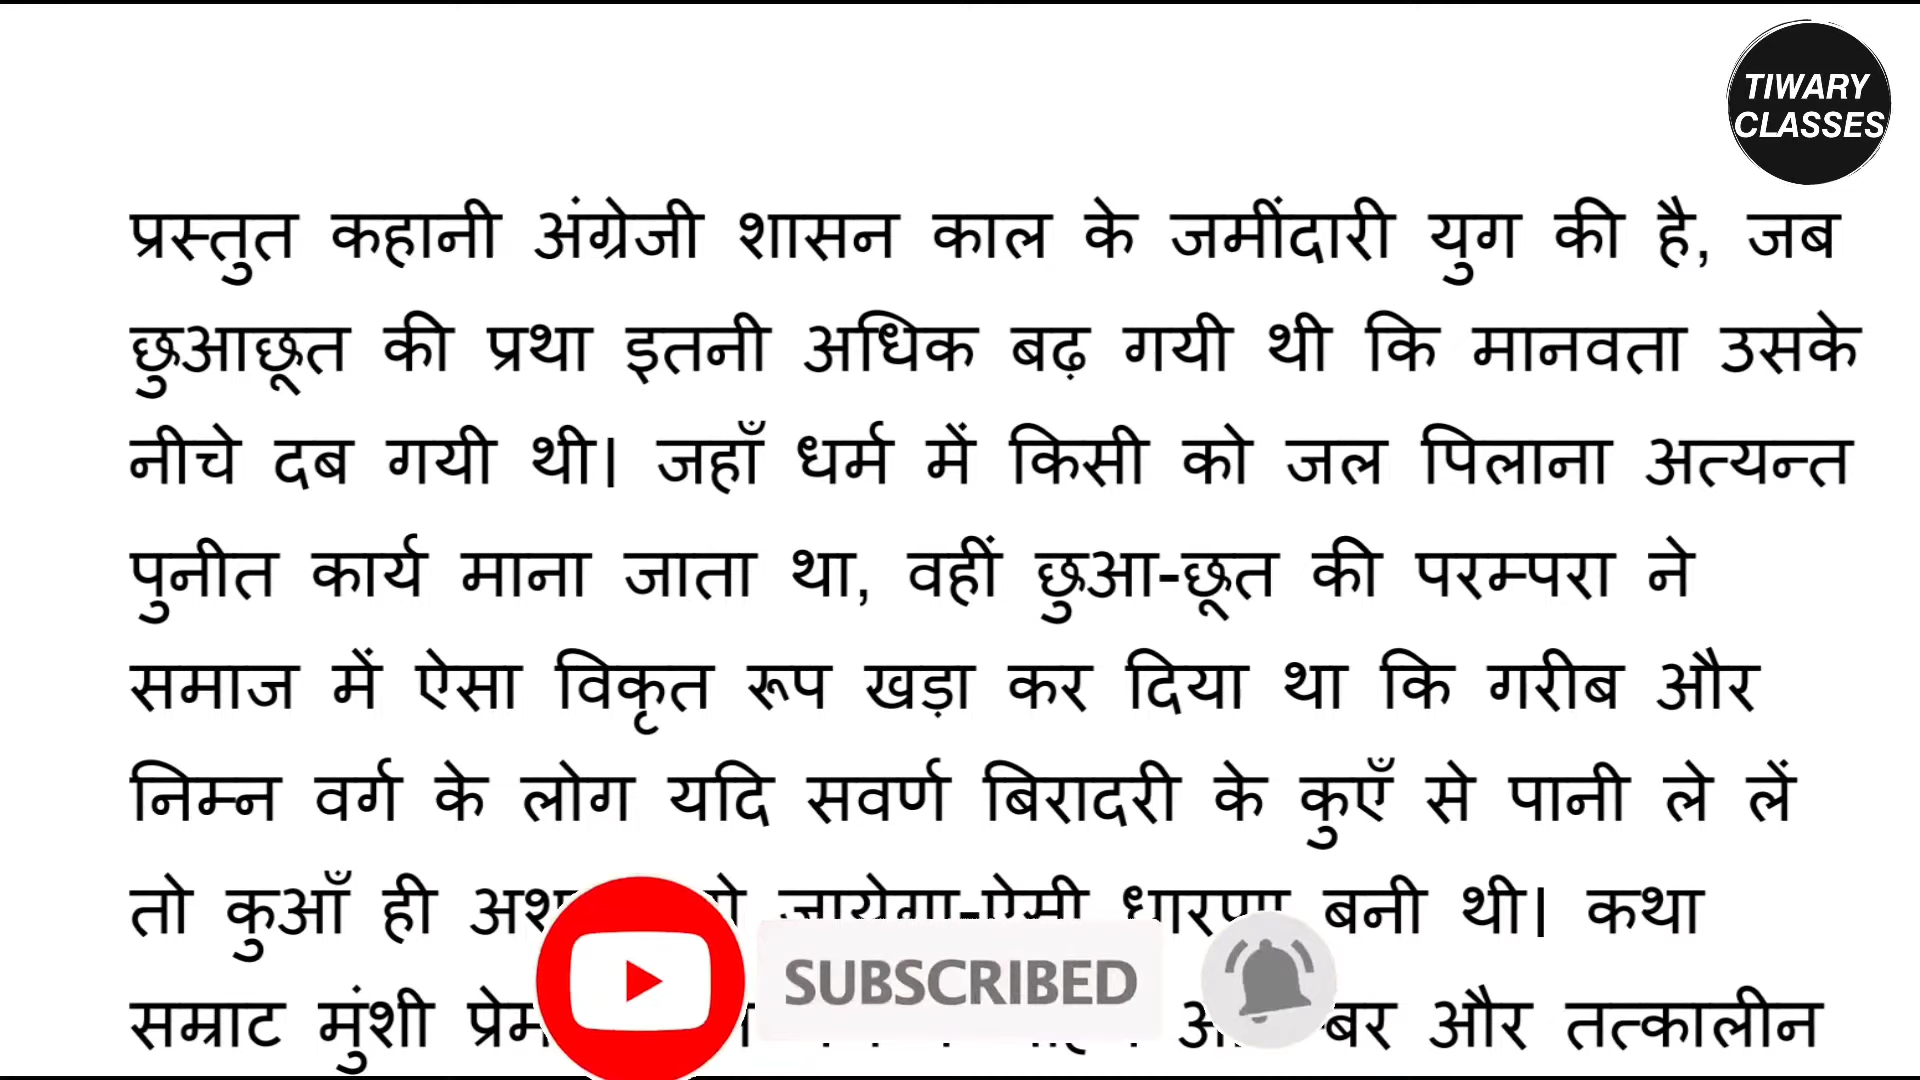 TIWARY
CLASSES
प्रस्तुत कहानी अंग्रेजी शासन काल के जमींदारी युग की है, जब
छुआछूत की प्रथा इतनी अधिक बढ़ गयी थी कि मानवता उसके
नीचे दब गयी थी। जहाँ धर्म में किसी को जल पिलाना अत्यन्त
पुनीत कार्य माना जाता था, वहीं छुआ-छूत की परम्परा ने
समाज में ऐसा विकृत रूप खड़ा कर दिया था कि गरीब और
निम्न वर्ग के लोग यदि सवर्ण बिरादरी के कुएँ से पानी ले लें
तो कुआँ ही जायेगा-ऐसी धारणा बनी थी। कथा
सम्राट मुंशी और तत्कालीन
SUBSCRIBED